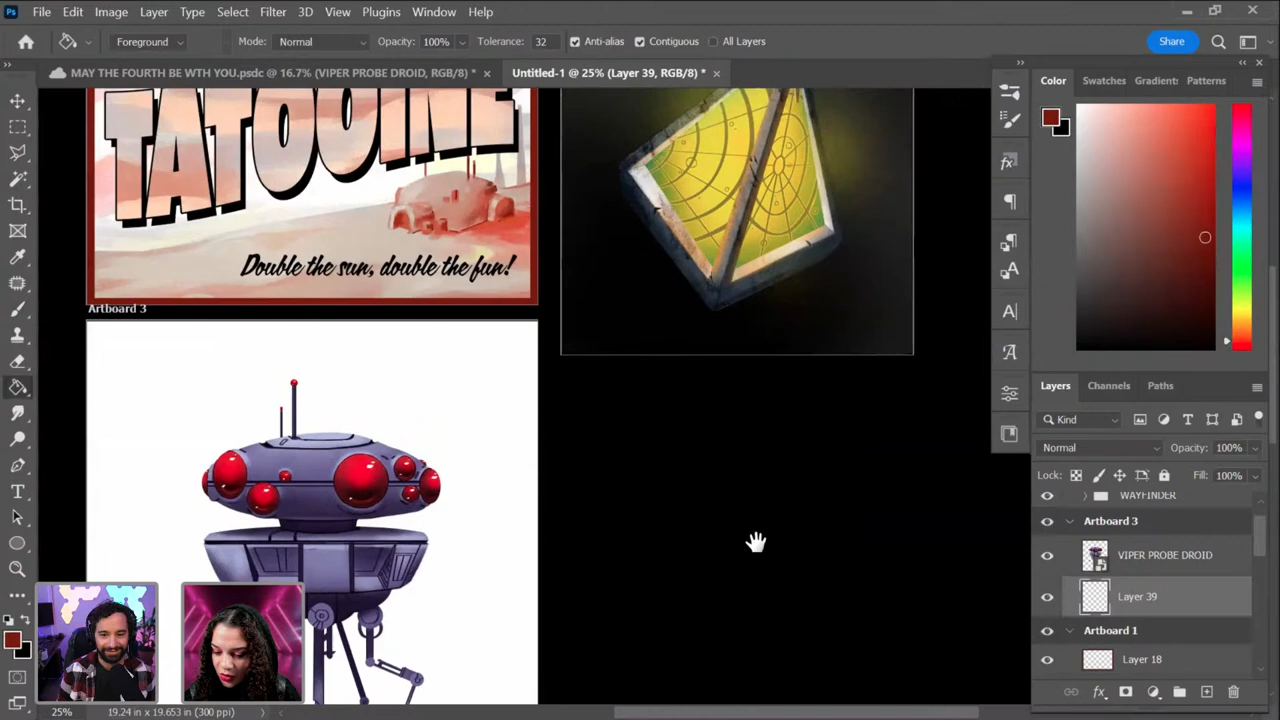 Ps File Edit Image Layer Type Select Filter 3D View Plugins Window Help
Foreground Mode: Normal Opacity: 100% Tolerance: 32 Anti-alias Contiguous All Layers Share
MAY THE FOURTH BE WTH YOU.psdc @ 16.7% (VIPER PROBE DROID, RGB/8) * Untitled-1 @ 25% (Layer 39, RGB/8) *
Color Swatches Gradient: Patterns
TATOOINE
Double the sun, double the fun!
Artboard 3
Layers Channels Paths
Kind
Normal Opacity: 100%
Lock: Fill: 100%
WAYFINDER
Artboard 3
VIPER PROBE DROID
Layer 39
Artboard 1
Layer 18
25% 19.24 in x 19.653 in (300 ppi)